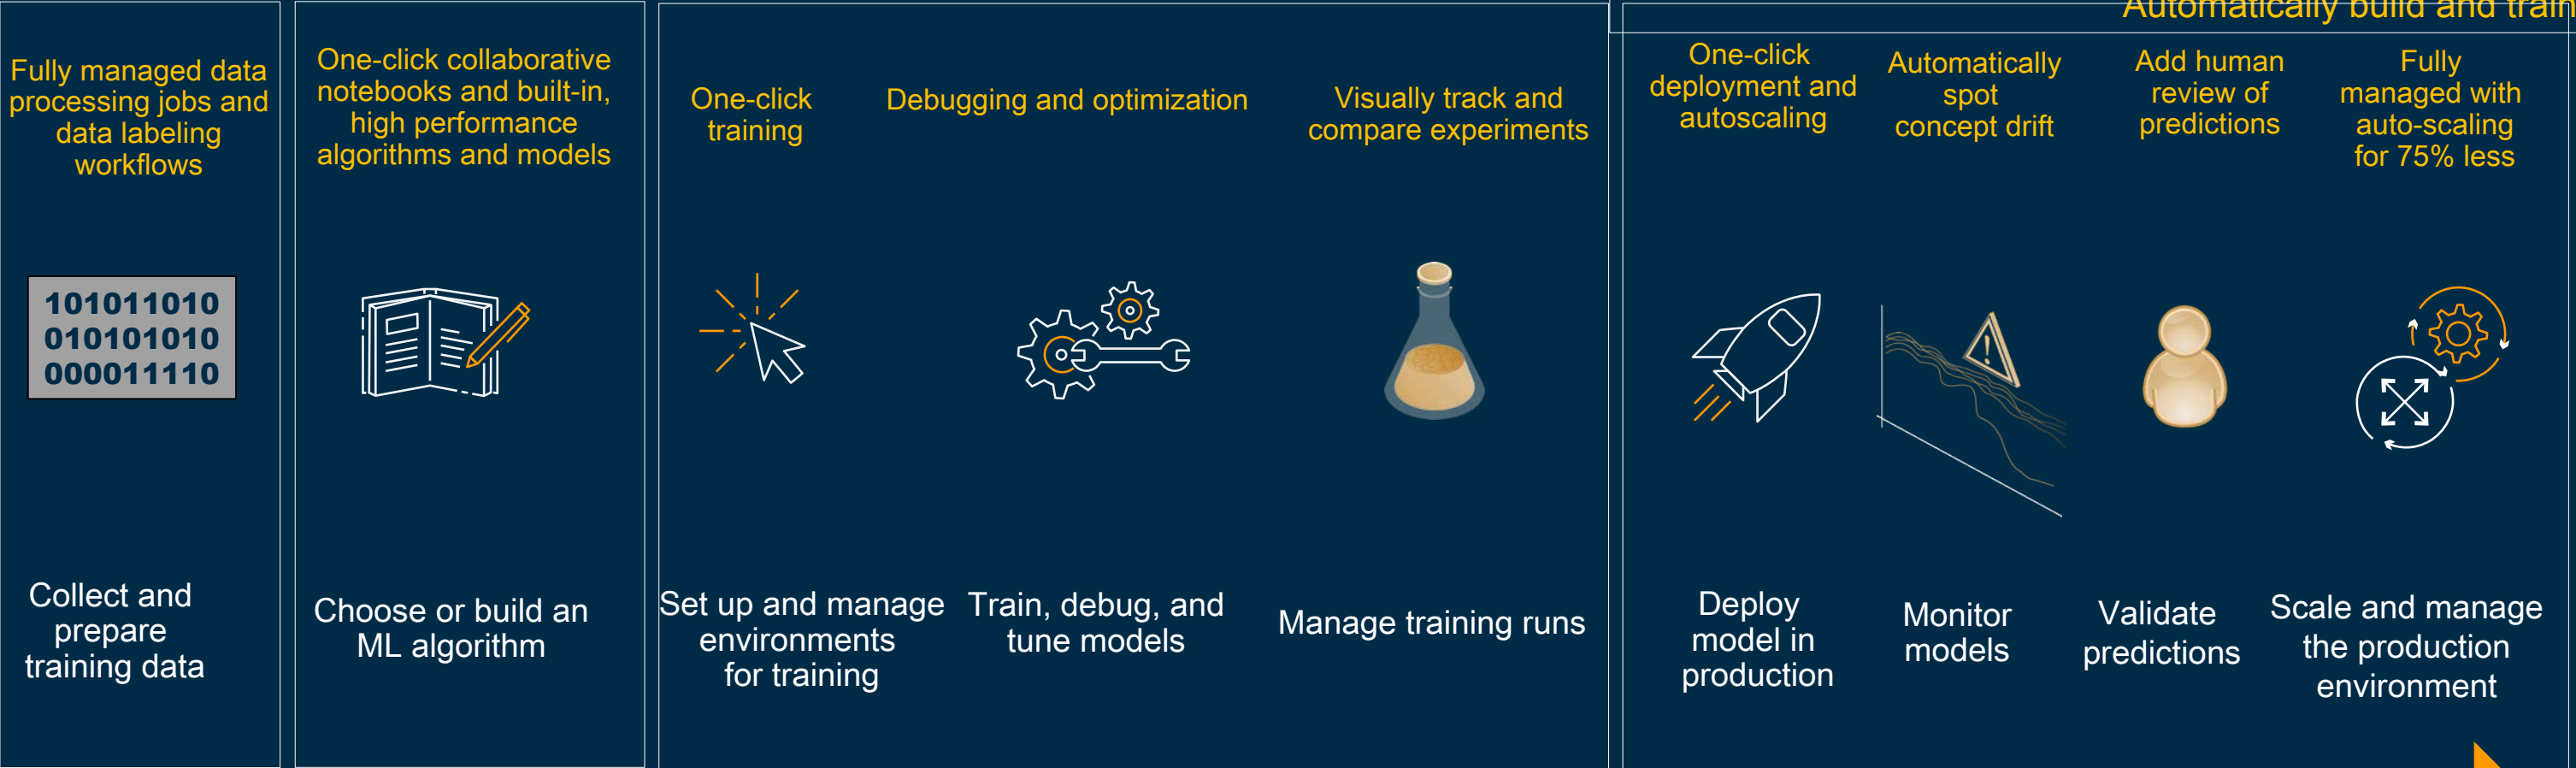 Automatically build and train
Fully managed data
processing jobs and
data labeling
workflows
101011010
010101010
000011110
Collect and
prepare
training data
One-click collaborative
notebooks and built-in,
high performance
algorithms and models
Choose or build an
ML algorithm
One-click
training
Set up and manage
environments
for training
Debugging and optimization
Train, debug, and
tune models
Visually track and
compare experiments
Manage training runs
One-click
deployment and
autoscaling
Deploy
model in
production
Automatically
spot
concept drift
Monitor
models
Add human
review of
predictions
Validate
predictions
Fully
managed with
auto-scaling
for 75% less
Scale and manage
the production
environment